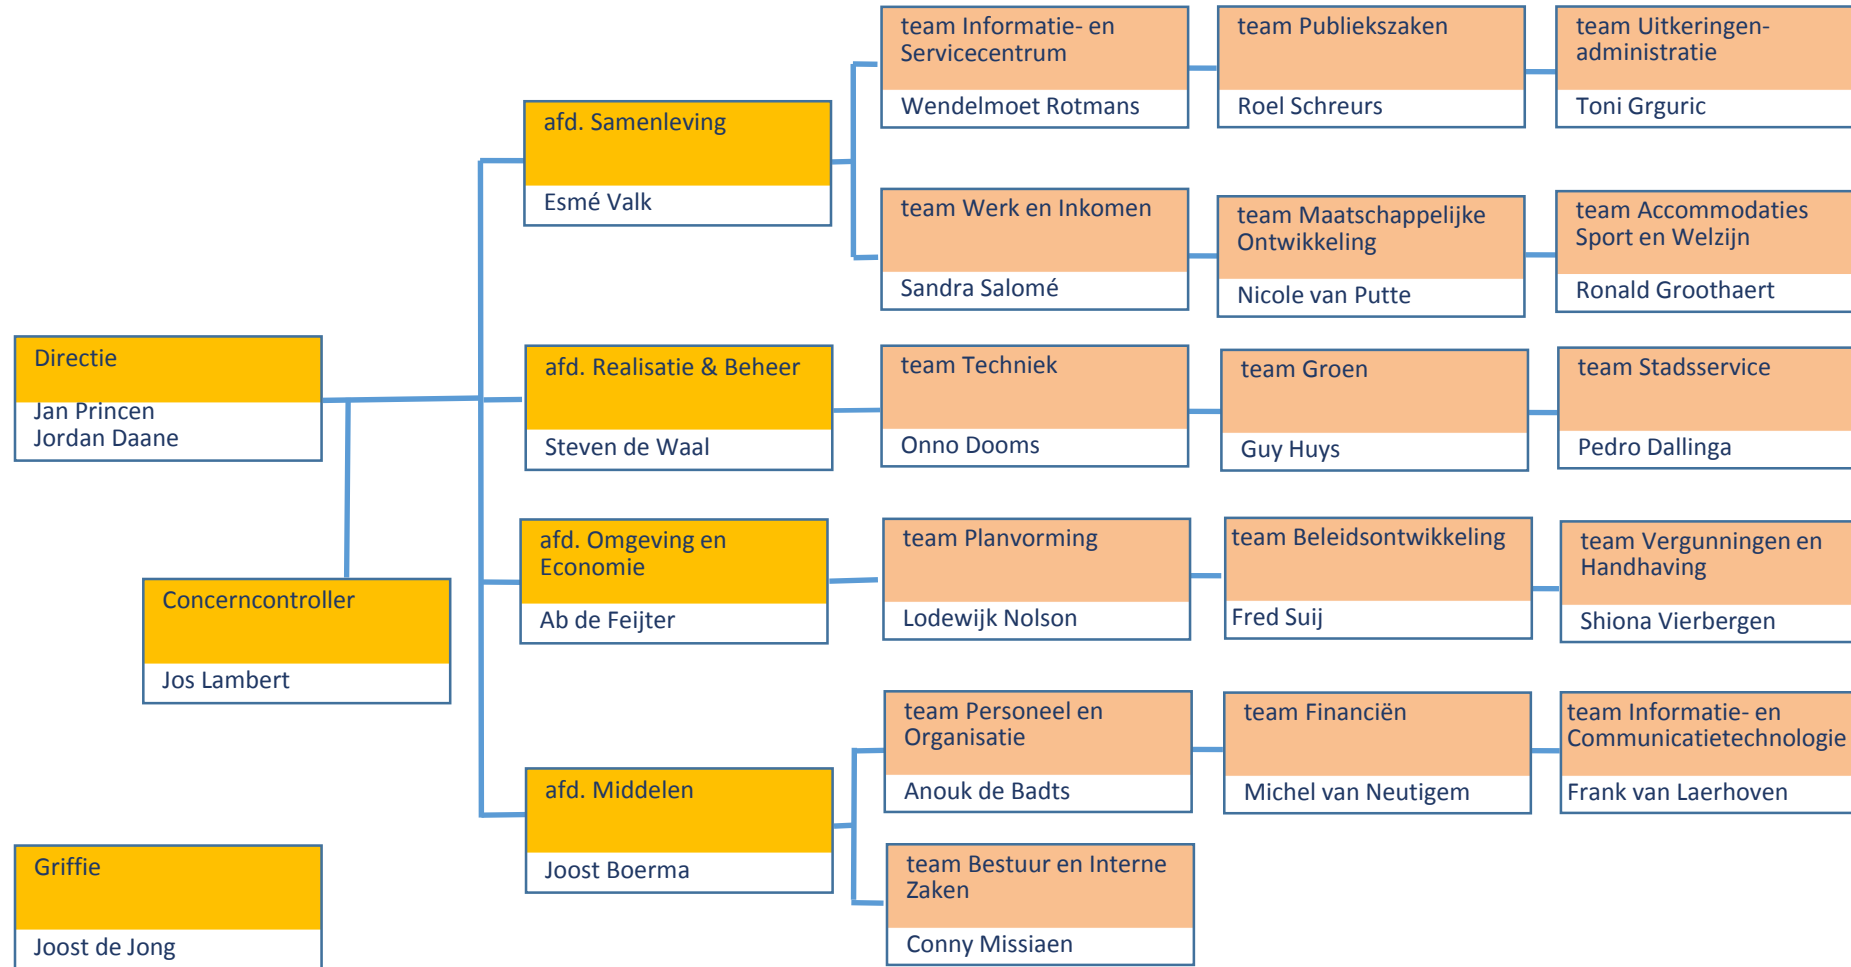 team Informatie- en
Servicecentrum
Wendelmoet Rotmans
team Publiekszaken
Roel Schreurs
team Uitkeringen-
administratie
Toni Grguric
afd. Samenleving
Esmé Valk
team Werk en Inkomen
Sandra Salomé
team Maatschappelijke
Ontwikkeling
Nicole van Putte
team Accommodaties
Sport en Welzijn
Ronald Groothaert
Directie
Jan Princen
Jordan Daane
afd. Realisatie & Beheer
Steven de Waal
team Techniek
Onno Dooms
team Groen
Guy Huys
team Stadsservice
Pedro Dallinga
Concerncontroller
Jos Lambert
afd. Omgeving en
Economie
Ab de Feijter
team Planvorming
Lodewijk Nolson
team Beleidsontwikkeling
Fred Suij
team Vergunningen en
Handhaving
Shiona Vierbergen
afd. Middelen
Joost Boerma
team Personeel en
Organisatie
Anouk de Badts
team Financiën
Michel van Neutigem
team Informatie- en
Communicatietechnologie
Frank van Laerhoven
team Bestuur en Interne
Zaken
Conny Missiaen
Griffie
Joost de Jong